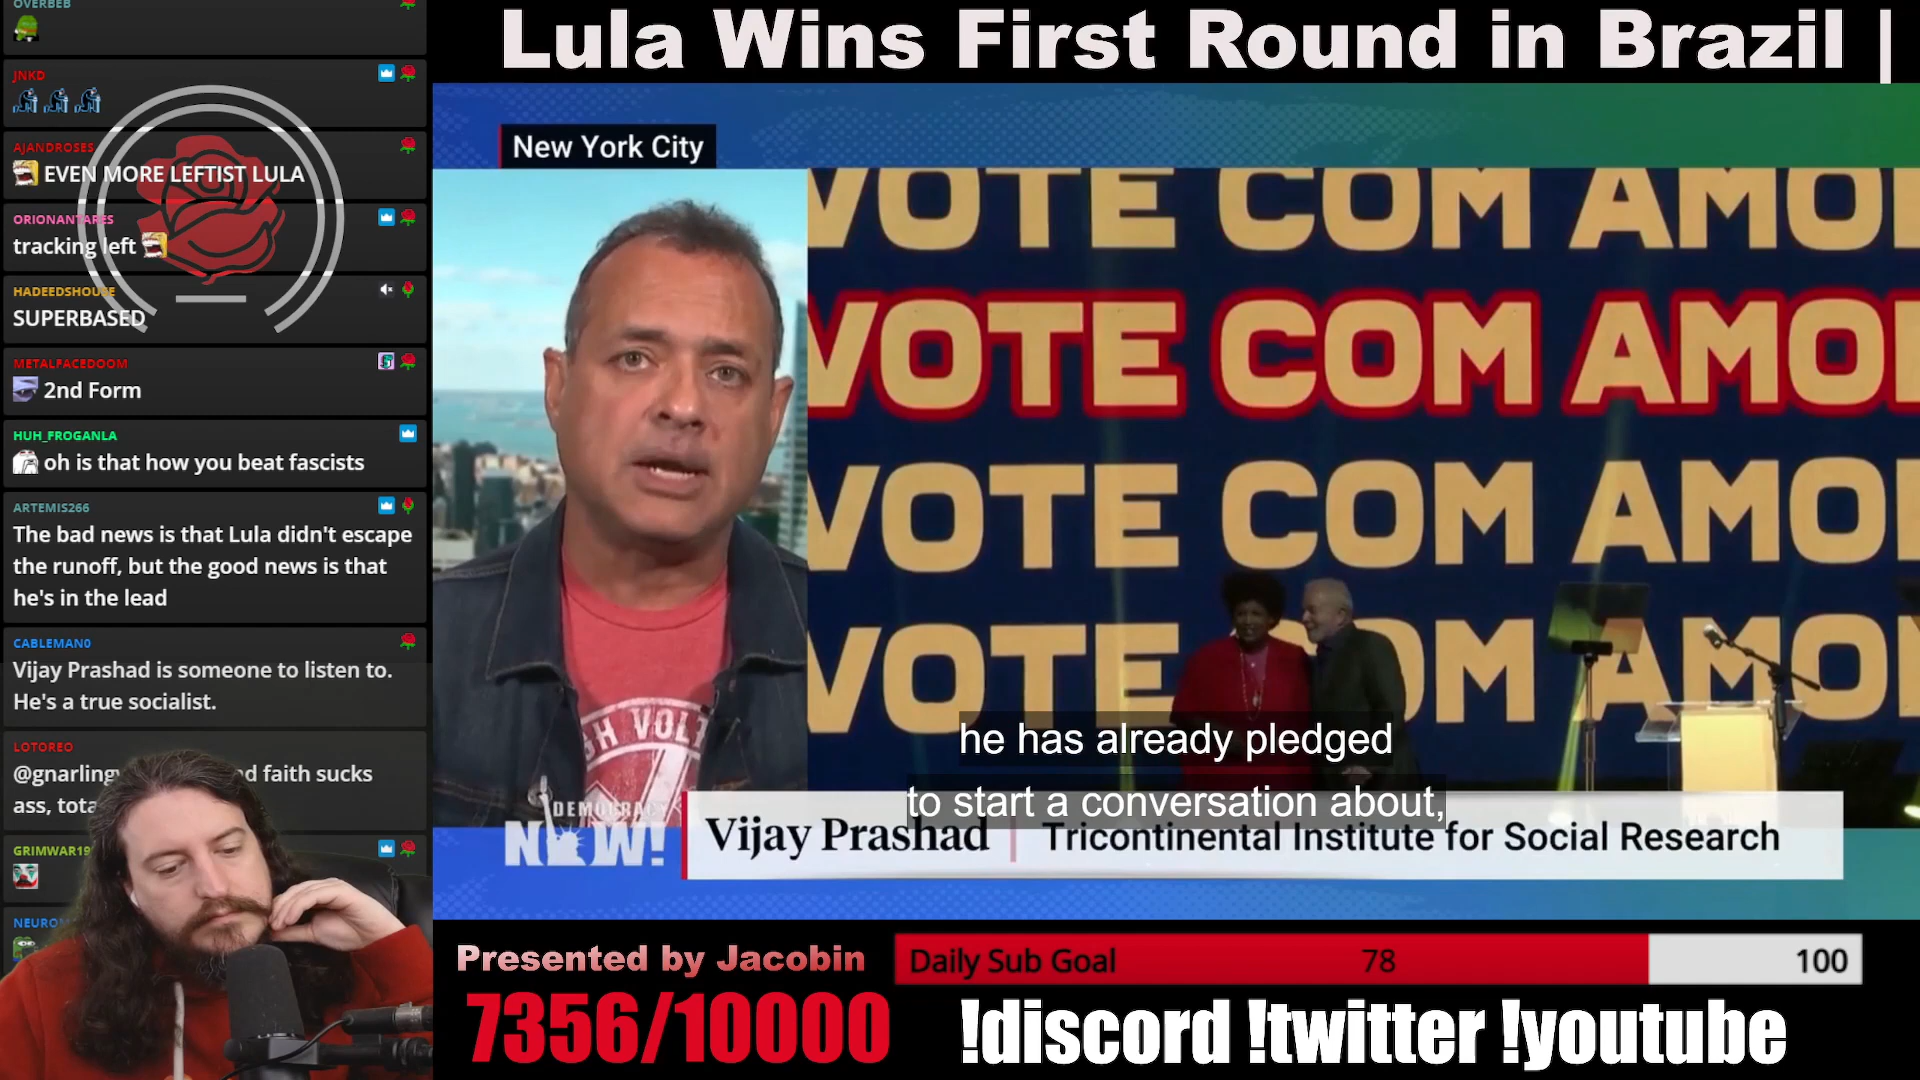 Lula Wins First Round in Brazil |
OVERBEB
JNKD
AJANDROSES
EVEN MORE LEFTIST LULA
ORIONANTARES
tracking left
HADEEDSHOUSE
SUPERBASED
METALFACEDOOM
2nd Form
HUH_FROGANLA
oh is that how you beat fascists
ARTEMIS266
The bad news is that Lula didn't escape
the runoff, but the good news is that
he's in the lead
CABLEMAN0
Vijay Prashad is someone to listen to.
He's a true socialist.
LOTOREO
faith sucks
ass,
New York City
VOTE COM AMO
VOTE COM AMO
VOTE COM AMO
VOTE COM AMO
he has already pledged
to start a conversation about,
DEMOCRACY
NOW!
Vijay Prashad | Tricontinental Institute for Social Research
Presented by Jacobin
7356/10000
Daily Sub Goal 78 100
!discord !twitter !youtube